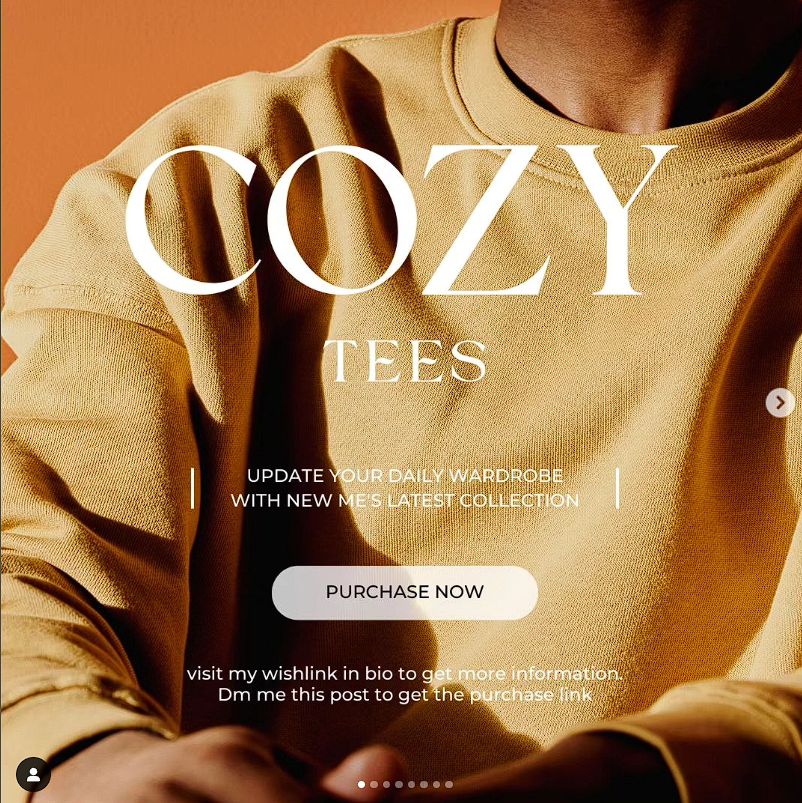 COZY
TEES
UPDATE YOUR DAILY WARDROBE
WITH NEW ME'S LATEST COLLECTION
PURCHASE NOW
visit my wishlink in bio to get more information.
Dm me this post to get the purchase link